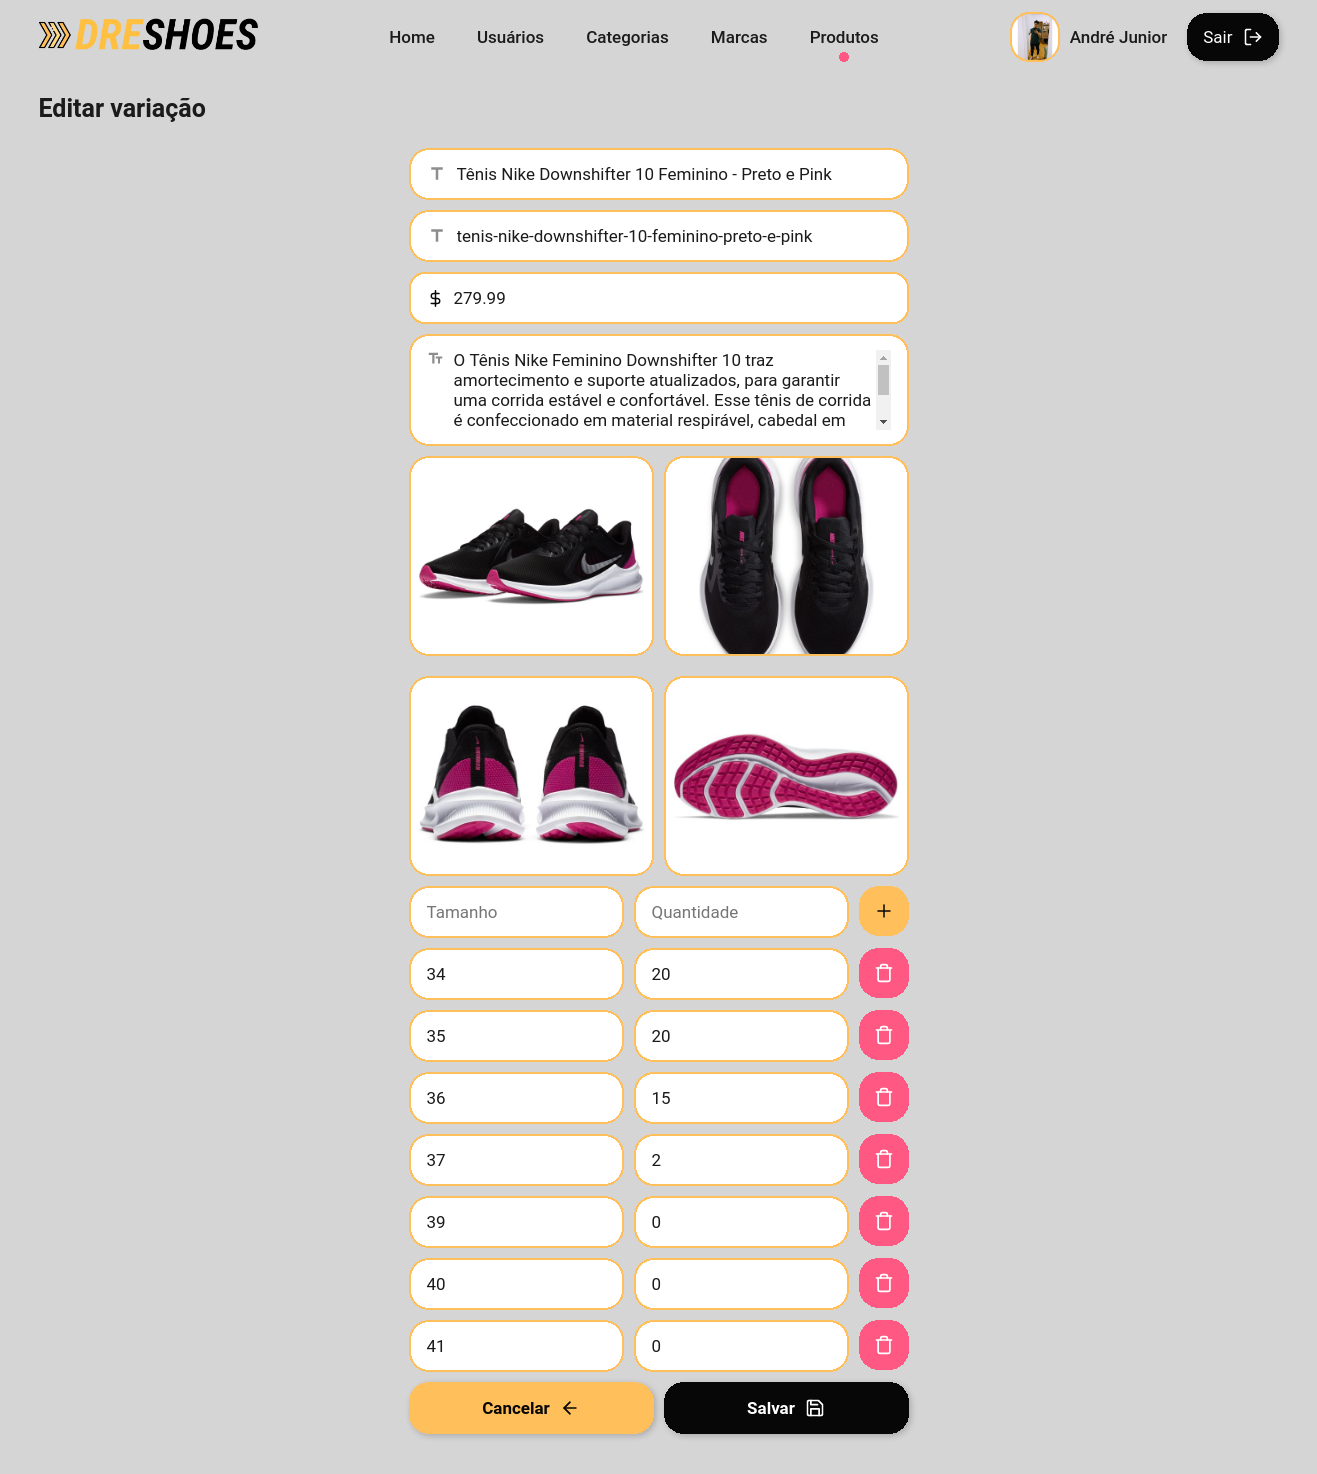 DRESHOES
Home
Usuários
Categorias
Marcas
Produtos
André Junior
Sair
Editar variação
Tênis Nike Downshifter 10 Feminino - Preto e Pink
tenis-nike-downshifter-10-feminino-preto-e-pink
279.99
O Tênis Nike Feminino Downshifter 10 traz
amortecimento e suporte atualizados, para garantir
uma corrida estável e confortável. Esse tênis de corrida
é confeccionado em material respirável, cabedal em
Tamanho
Quantidade
34
20
35
20
36
15
37
2
39
0
40
0
41
0
Cancelar
Salvar